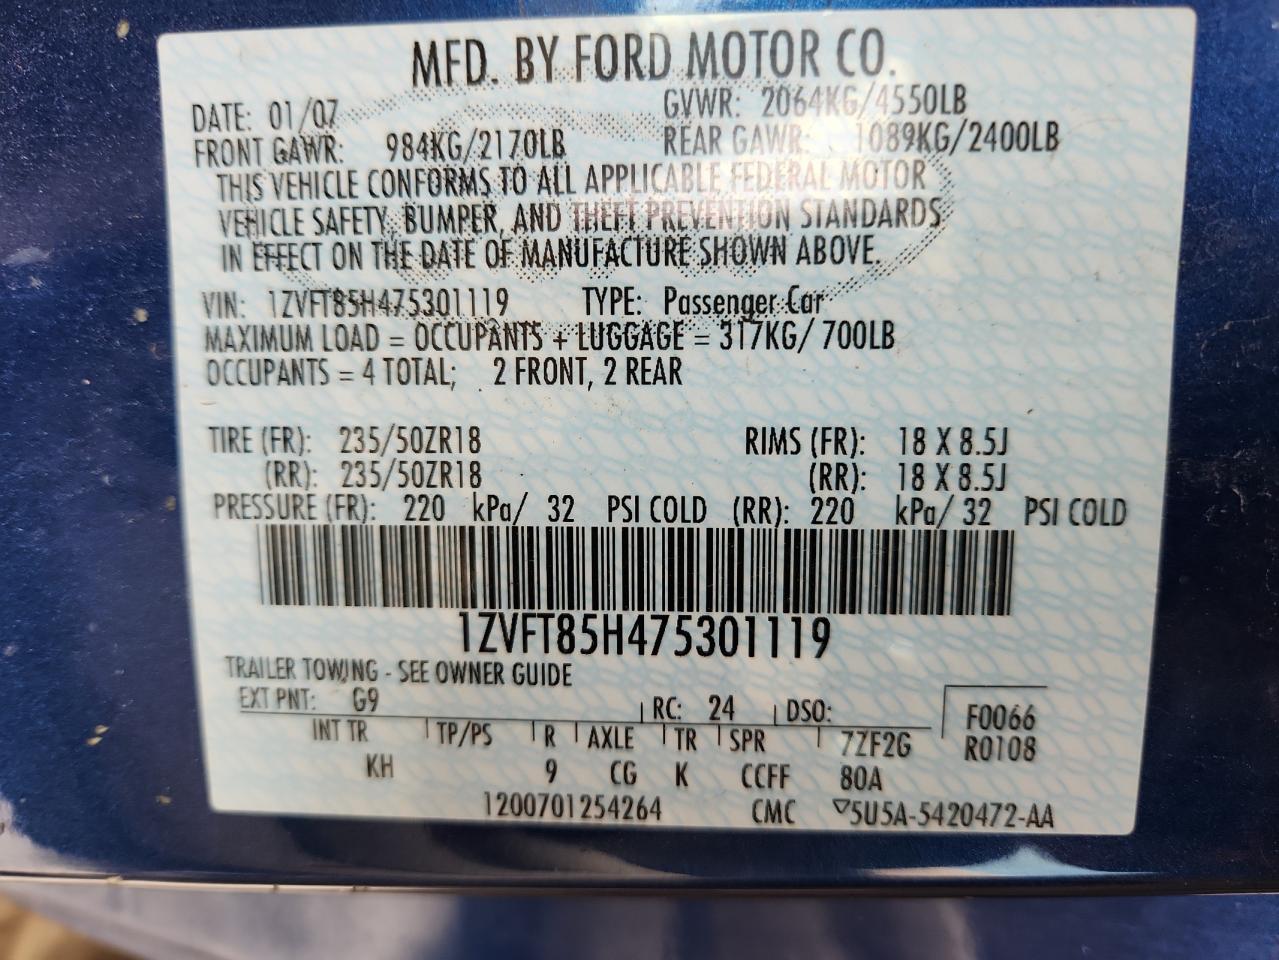 MFD. BY FORD MOTOR CO.
DATE: 01/07 GVWR: 2064KG/4550LB
FRONT GAWR: 984KG/2170LB REAR GAWR: 1089KG/2400LB
THIS VEHICLE CONFORMS TO ALL APPLICABLE FEDERAL MOTOR
VEHICLE SAFETY, BUMPER, AND THEFT PREVENTION STANDARDS
IN EFFECT ON THE DATE OF MANUFACTURE SHOWN ABOVE.
VIN: 1ZVFT85H475301119 TYPE: Passenger Car
MAXIMUM LOAD = OCCUPANTS + LUGGAGE = 317KG/ 700LB
OCCUPANTS = 4 TOTAL; 2 FRONT, 2 REAR
TIRE (FR): 235/50ZR18 RIMS (FR): 18 X 8.5J
(RR): 235/50ZR18 (RR): 18 X 8.5J
PRESSURE (FR): 220 kPa/ 32 PSI COLD (RR): 220 kPa/ 32 PSI COLD
1ZVFT85H475301119
TRAILER TOWING - SEE OWNER GUIDE
EXT PNT: G9 RC: 24 DSO: F0066
INT TR TP/PS R AXLE TR SPR 7ZF2G R0108
KH 9 CG K CCFF 80A
1200701254264 CMC ▽5U5A-5420472-AA